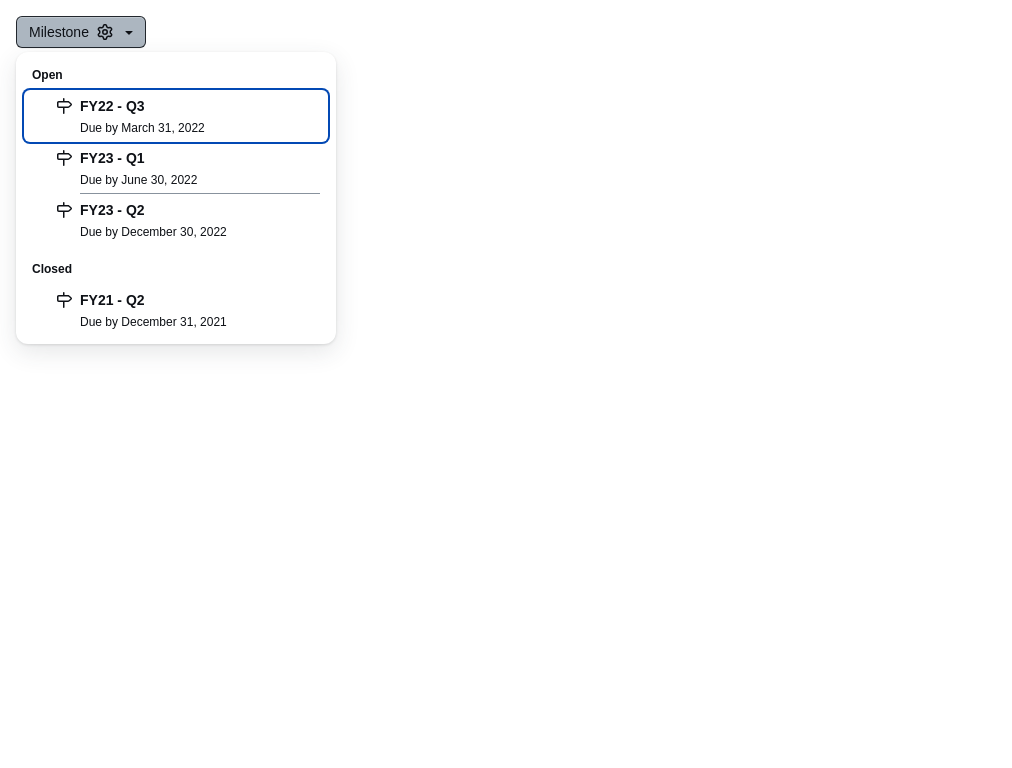 Milestone
Open
FY22 - Q3
Due by March 31, 2022
FY23 - Q1
Due by June 30, 2022
FY23 - Q2
Due by December 30, 2022
Closed
FY21 - Q2
Due by December 31, 2021